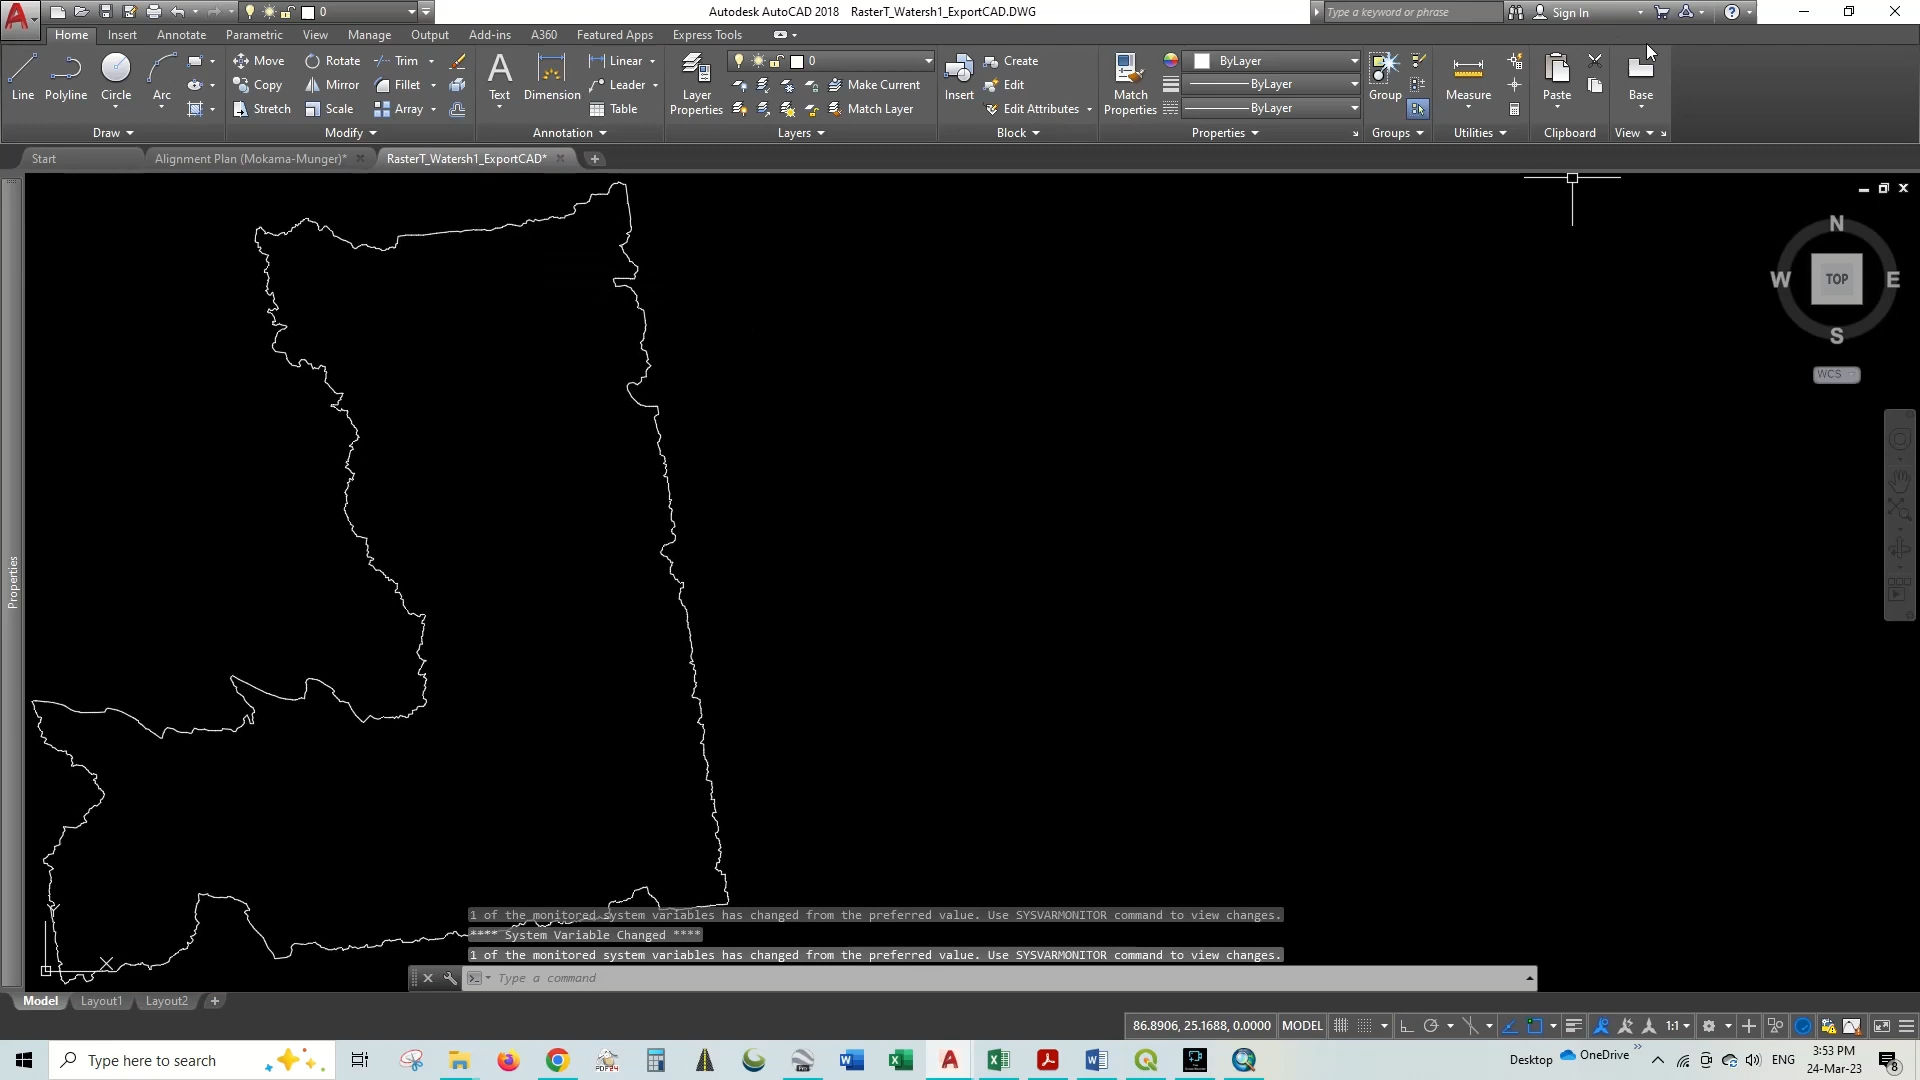 0
Autodesk AutoCAD 2018 RasterT_Watersh1_ExportCAD.DWG
Type a keyword or phrase
Sign In
Home Insert Annotate Parametric View Manage Output Add-ins A360 Featured Apps Express Tools
Line Polyline Circle Arc
Move Rotate Trim
Copy Mirror Fillet
Stretch Scale Array
Text Dimension
Linear
Leader
Table
Layer Properties
0
Make Current
Match Layer
Insert
Create
Edit
Edit Attributes
Match Properties
ByLayer
ByLayer
ByLayer
Group
Measure
Paste
Base
Draw Modify Annotation Layers Block Properties Groups Utilities Clipboard View
Start Alignment Plan (Mokama-Munger)* RasterT_Watersh1_ExportCAD*
N
W TOP E
S
WCS
Properties
Y
X
1 of the monitored system variables has changed from the preferred value. Use SYSVARMONITOR command to view changes.
**** System Variable Changed ****
1 of the monitored system variables has changed from the preferred value. Use SYSVARMONITOR command to view changes.
Type a command
Model Layout1 Layout2
86.8906, 25.1688, 0.0000 MODEL 1:1
Type here to search
Desktop OneDrive ENG
3:53 PM
24-Mar-23
8